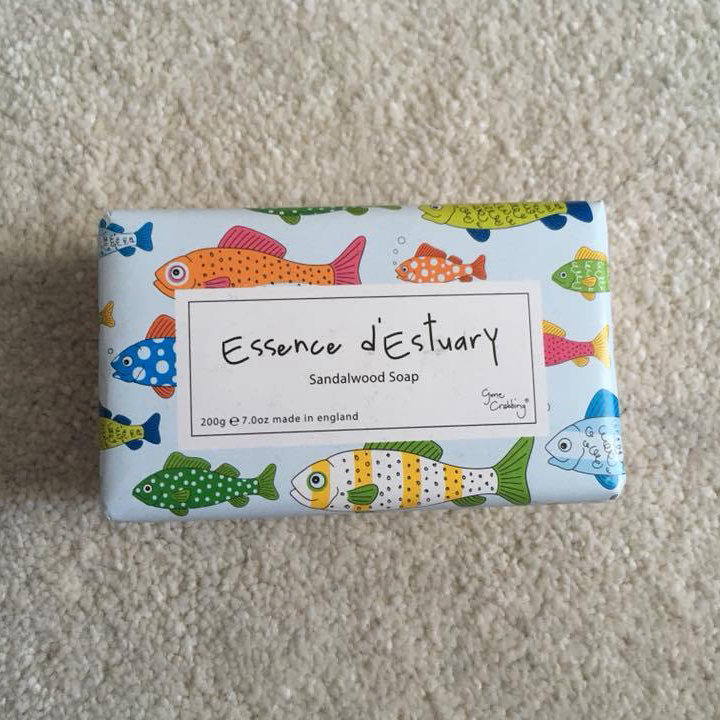 Essence d'Estuary
Sandalwood Soap
Gone
Crabbing®
200g ℮ 7.0oz made in england